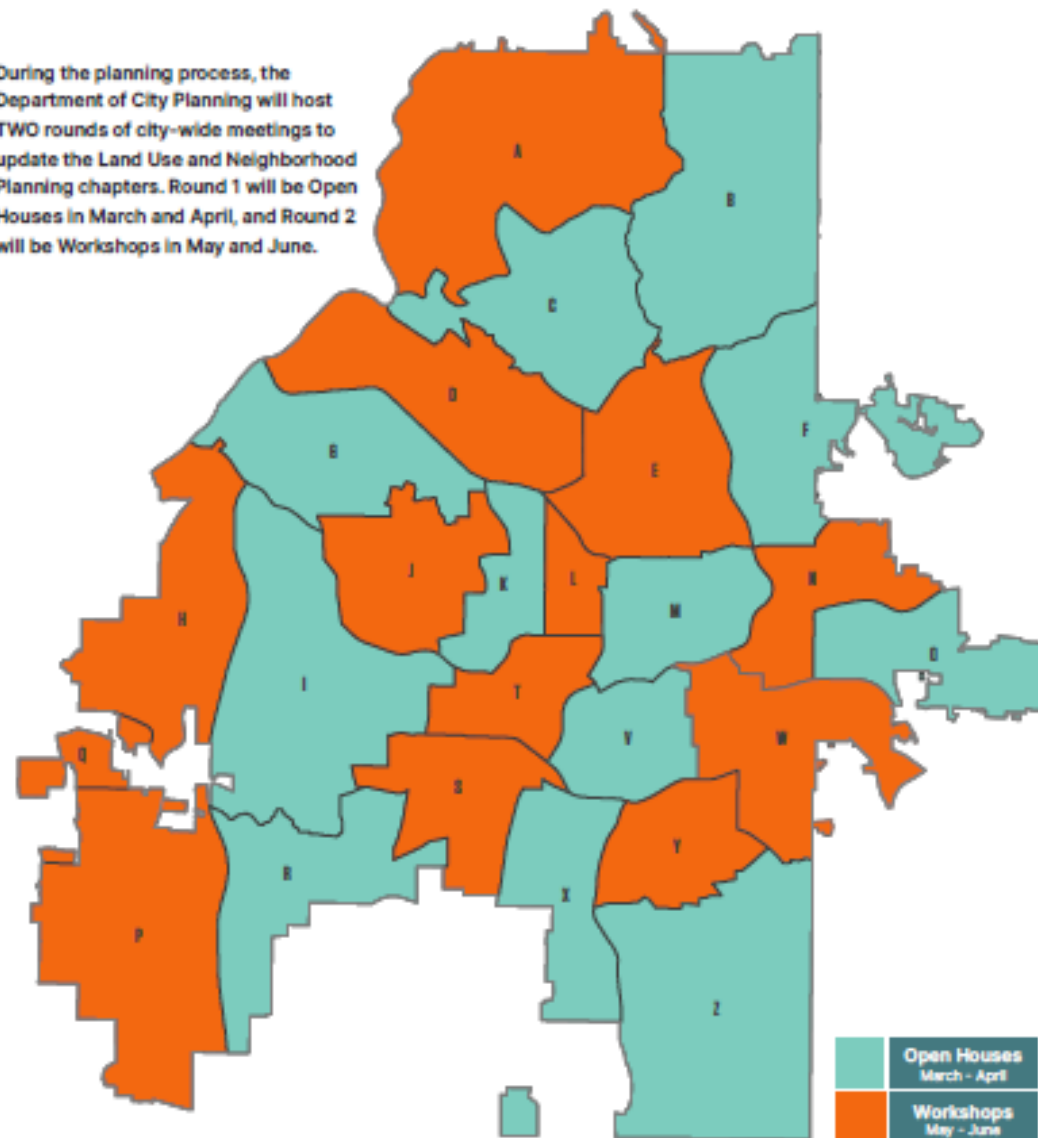 During the planning process, the
Department of City Planning will host
TWO rounds of city-wide meetings to
update the Land Use and Neighborhood
Planning chapters. Round 1 will be Open
Houses in March and April, and Round 2
will be Workshops in May and June.
A
B
C
D
F
E
J
K
L
M
N
H
O
I
T
V
W
Q
S
Y
R
X
P
Z
Open Houses
March - April
Workshops
May - June